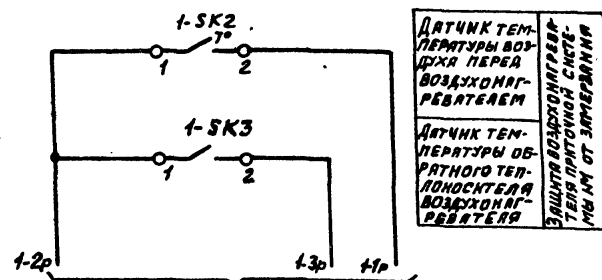 1-SK2
7°
1 2
1-SK3
1 2
1-2р 1-3р 1-1р
ДАТЧИК ТЕМ-
ПЕРАТУРЫ ВОЗ-
ДУХА ПЕРЕД
ВОЗДУХОНАГ-
РЕВАТЕЛЕМ
ДАТЧИК ТЕМ-
ПЕРАТУРЫ ОБ-
РАТНОГО ТЕП-
ЛОНОСИТЕЛЯ
ВОЗДУХОНАГ-
РЕВАТЕЛЯ
ЗАЩИТА ВОЗДУХОНАГРЕВА-
ТЕЛЯ ПРИТОЧНОЙ СИСТЕ-
МЫ №1 ОТ ЗАМЕРЗАНИЯ